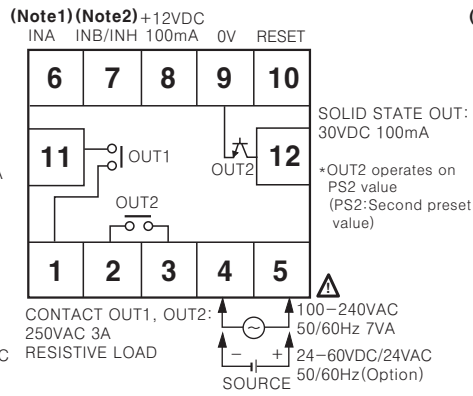 (Note1) (Note2) +12VDC
INA INB/INH 100mA 0V RESET
6 7 8 9 10
SOLID STATE OUT:
30VDC 100mA
11 OUT1 OUT2 12
*OUT2 operates on
PS2 value
(PS2:Second preset
value)
OUT2
1 2 3 4 5
CONTACT OUT1, OUT2:
250VAC 3A
RESISTIVE LOAD
100-240VAC
50/60Hz 7VA
- +
24-60VDC/24VAC
50/60Hz(Option)
SOURCE